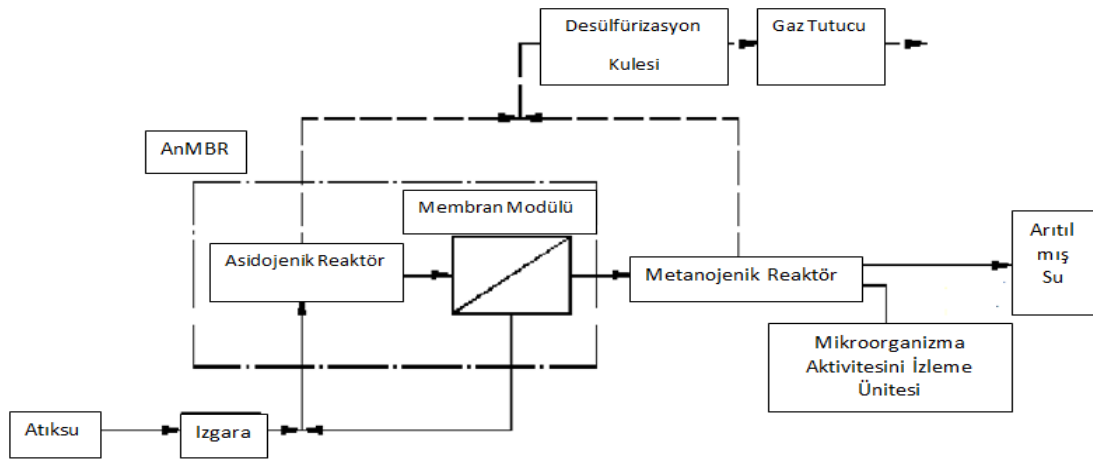 Desülfürizasyon
Kulesi
Gaz Tutucu
AnMBR
Membran Modülü
Asidojenik Reaktör
Metanojenik Reaktör
Arıtıl
mış
Su
Mikroorganizma
Aktivitesini İzleme
Ünitesi
Atıksu
Izgara